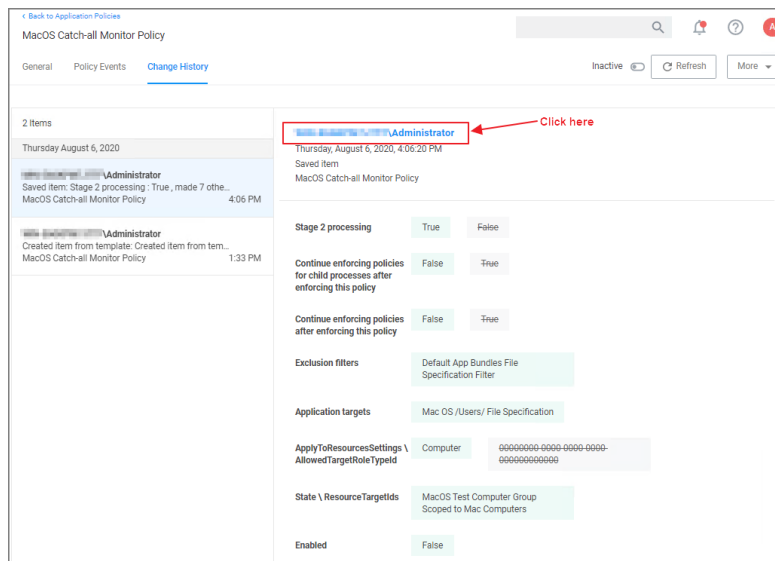 Back to Application Policies
MacOS Catch-all Monitor Policy
A
General Policy Events Change History
Inactive Refresh More
2 Items
Thursday August 6, 2020
\Administrator
Saved item: Stage 2 processing : True , made 7 othe...
MacOS Catch-all Monitor Policy 4:06 PM
\Administrator
Created item from template: Created item from tem...
MacOS Catch-all Monitor Policy 1:33 PM
\Administrator
Click here
Thursday, August 6, 2020, 4:06:20 PM
Saved item
MacOS Catch-all Monitor Policy
Stage 2 processing True False
Continue enforcing policies False True
for child processes after
enforcing this policy
Continue enforcing policies False True
after enforcing this policy
Exclusion filters Default App Bundles File
Specification Filter
Application targets Mac OS /Users/ File Specification
ApplyToResourcesSettings \ Computer 00000000-0000-0000-0000-
AllowedTargetRoleTypeId 000000000000
State \ ResourceTargetIds MacOS Test Computer Group
Scoped to Mac Computers
Enabled False